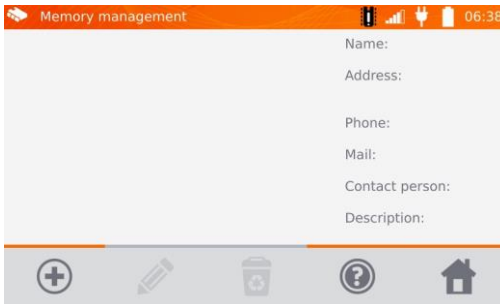 Memory management
06:38
Name:
Address:
Phone:
Mail:
Contact person:
Description: